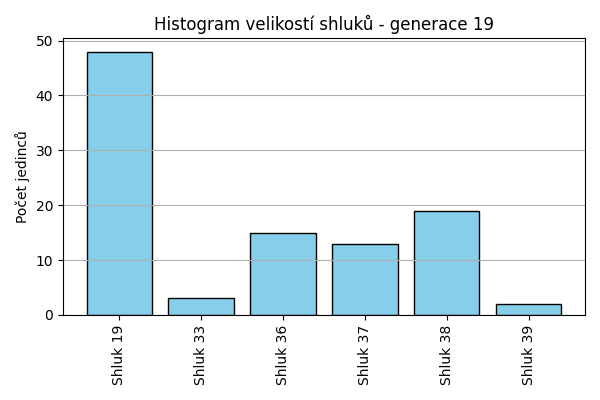 Histogram velikostí shluků - generace 19
Počet jedinců
50
40
30
20
10
0
Shluk 19
Shluk 33
Shluk 36
Shluk 37
Shluk 38
Shluk 39